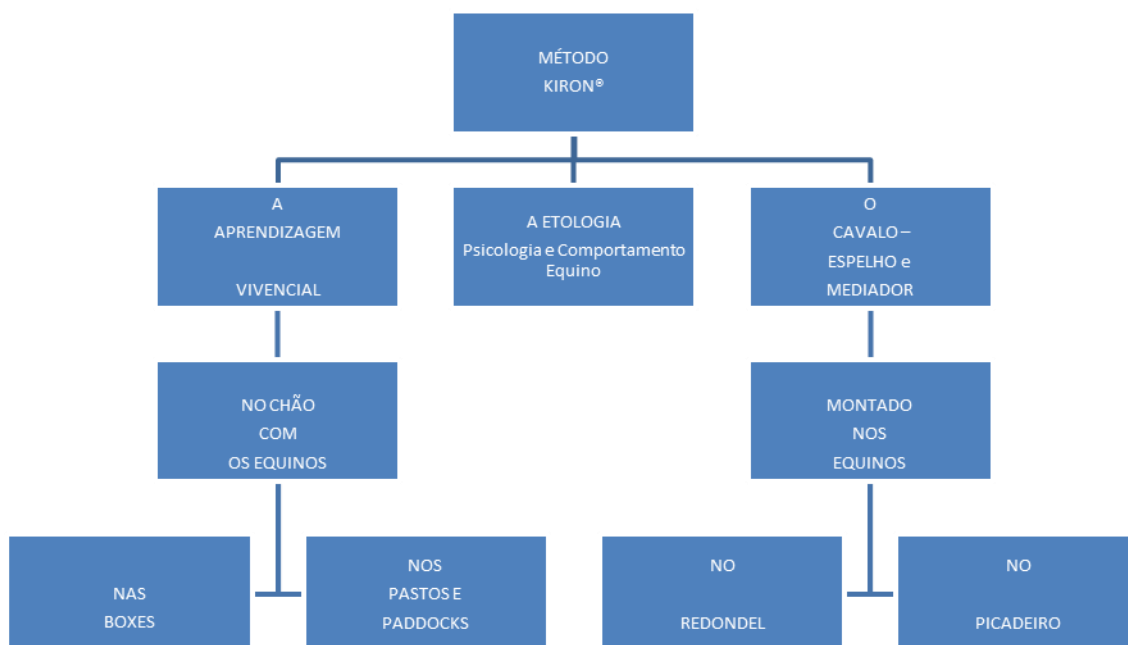 MÉTODO
KIRON®
A
APRENDIZAGEM
VIVENCIAL
A ETOLOGIA
Psicologia e Comportamento
Equino
O
CAVALO –
ESPELHO e
MEDIADOR
NO CHÃO
COM
OS EQUINOS
MONTADO
NOS
EQUINOS
NAS
BOXES
NOS
PASTOS E
PADDOCKS
NO
REDONDEL
NO
PICADEIRO